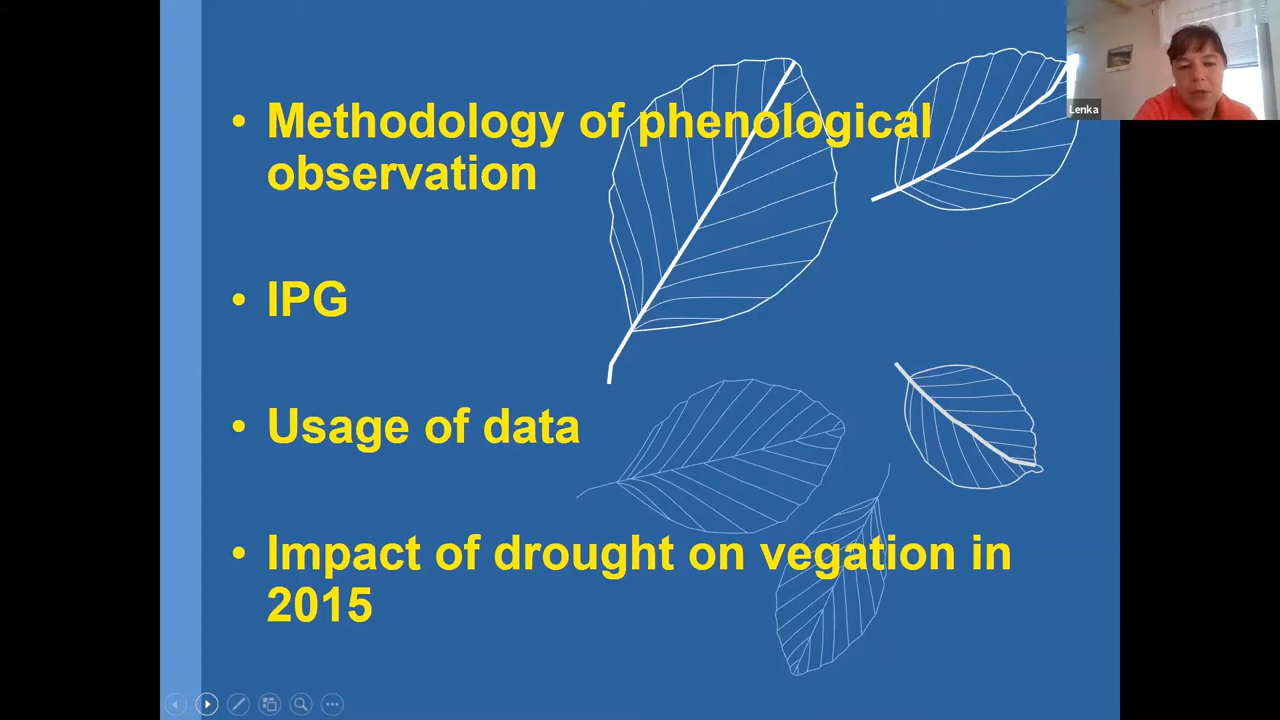 • Methodology of phenological
observation
• IPG
• Usage of data
• Impact of drought on vegation in
2015
Lenka